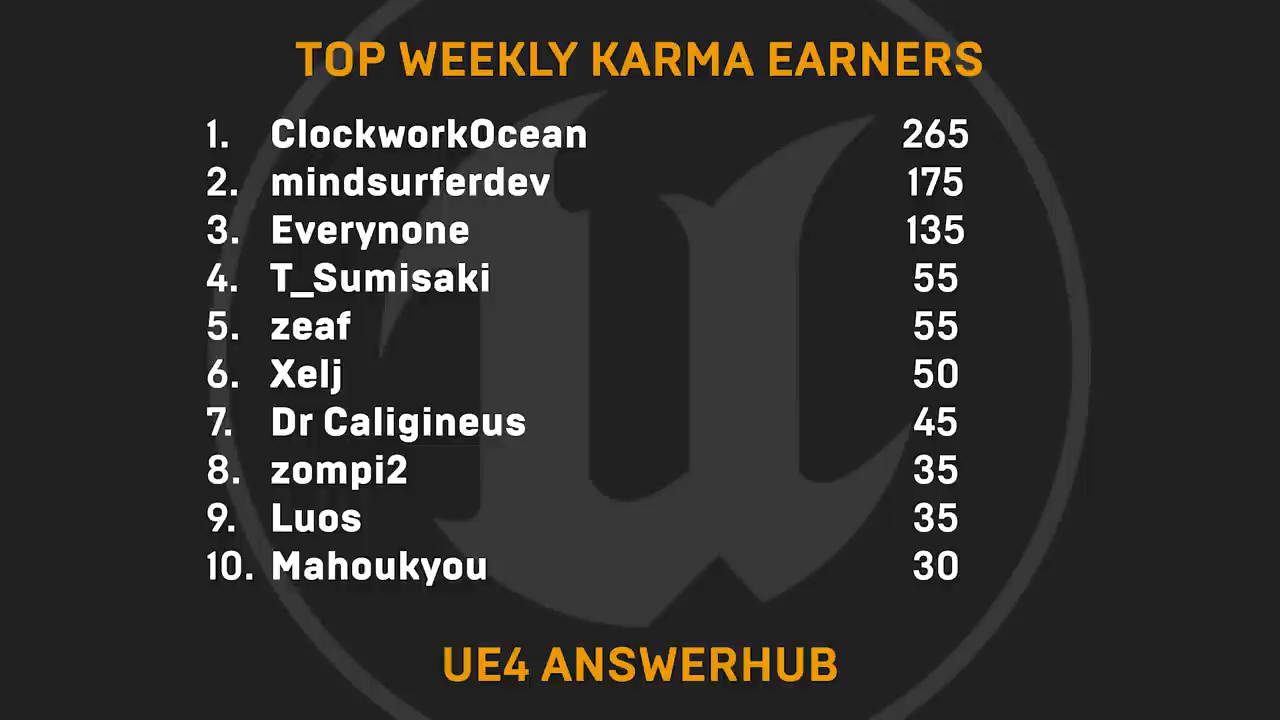 TOP WEEKLY KARMA EARNERS
1. ClockworkOcean 265
2. mindsurferdev 175
3. Everynone 135
4. T_Sumisaki 55
5. zeaf 55
6. Xelj 50
7. Dr Caligineus 45
8. zompi2 35
9. Luos 35
10. Mahoukyou 30
UE4 ANSWERHUB